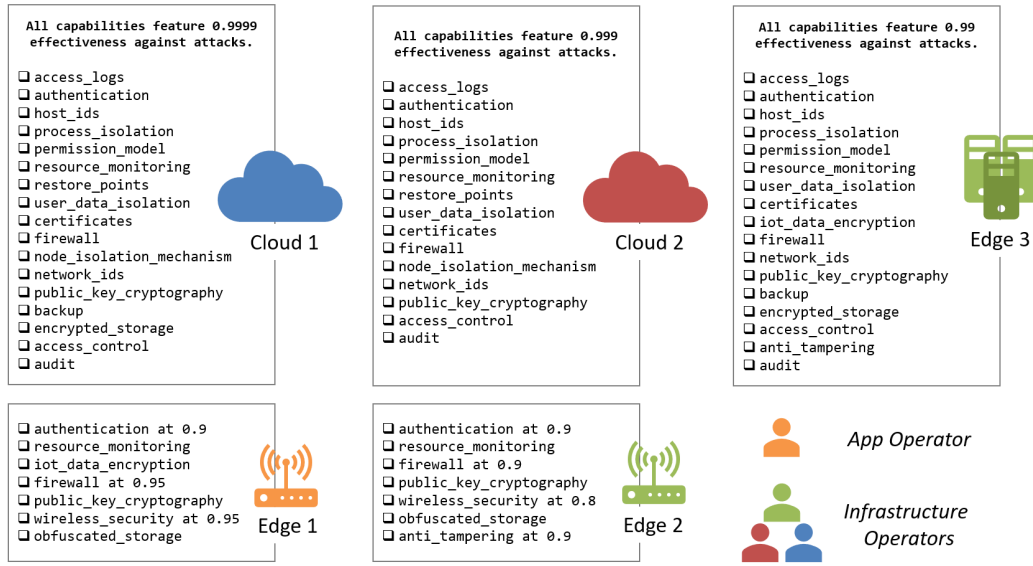 All capabilities feature 0.9999
effectiveness against attacks.
❑ access_logs
❑ authentication
❑ host_ids
❑ process_isolation
❑ permission_model
❑ resource_monitoring
❑ restore_points
❑ user_data_isolation
❑ certificates
❑ firewall
❑ node_isolation_mechanism
❑ network_ids
❑ public_key_cryptography
❑ backup
❑ encrypted_storage
❑ access_control
❑ audit
Cloud 1
All capabilities feature 0.999
effectiveness against attacks.
❑ access_logs
❑ authentication
❑ host_ids
❑ process_isolation
❑ permission_model
❑ resource_monitoring
❑ restore_points
❑ user_data_isolation
❑ certificates
❑ firewall
❑ node_isolation_mechanism
❑ network_ids
❑ public_key_cryptography
❑ access_control
❑ audit
Cloud 2
All capabilities feature 0.99
effectiveness against attacks.
❑ access_logs
❑ authentication
❑ host_ids
❑ process_isolation
❑ permission_model
❑ resource_monitoring
❑ user_data_isolation
❑ certificates
❑ iot_data_encryption
❑ firewall
❑ network_ids
❑ public_key_cryptography
❑ backup
❑ encrypted_storage
❑ access_control
❑ anti_tampering
❑ audit
Edge 3
❑ authentication at 0.9
❑ resource_monitoring
❑ iot_data_encryption
❑ firewall at 0.95
❑ public_key_cryptography
❑ wireless_security at 0.95
❑ obfuscated_storage
Edge 1
❑ authentication at 0.9
❑ resource_monitoring
❑ firewall at 0.9
❑ public_key_cryptography
❑ wireless_security at 0.8
❑ obfuscated_storage
❑ anti_tampering at 0.9
Edge 2
App Operator
Infrastructure
Operators